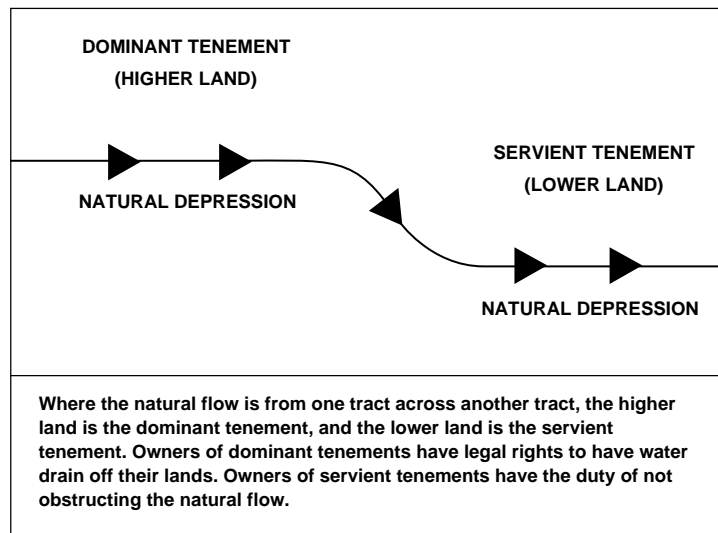 DOMINANT TENEMENT
(HIGHER LAND)
SERVIENT TENEMENT
(LOWER LAND)
NATURAL DEPRESSION
NATURAL DEPRESSION
Where the natural flow is from one tract across another tract, the higher
land is the dominant tenement, and the lower land is the servient
tenement. Owners of dominant tenements have legal rights to have water
drain off their lands. Owners of servient tenements have the duty of not
obstructing the natural flow.